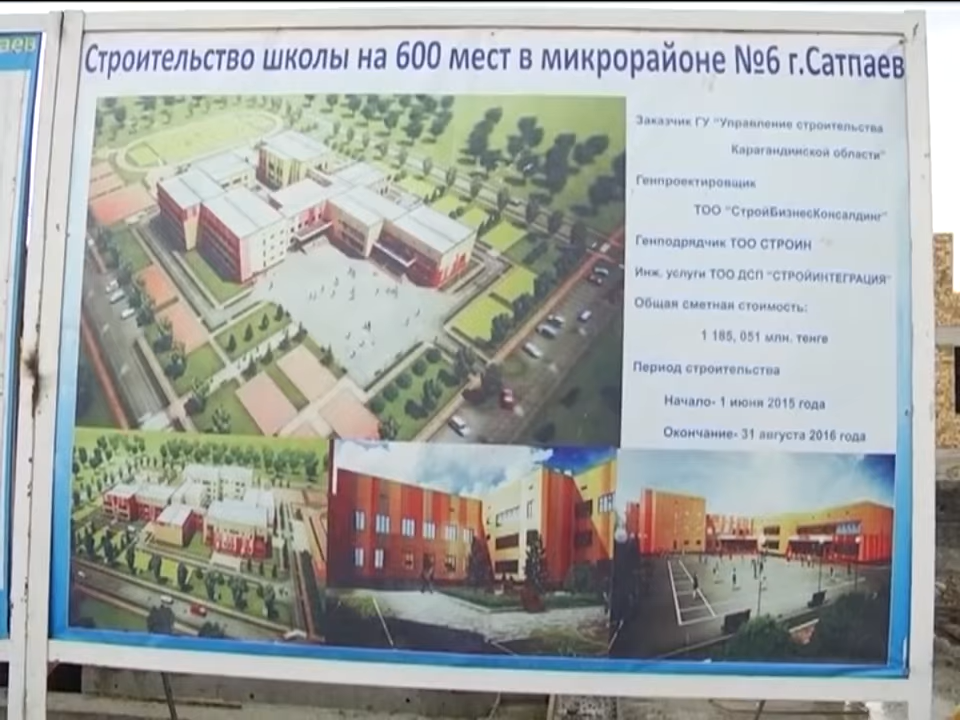 Строительство школы на 600 мест в микрорайоне №6 г.Сатпаев
Заказчик ГУ "Управление строительства
Карагандинской области"
Генпроектировщик
ТОО "СтройБизнесКонсалдинг"
Генподрядчик ТОО СТРОИН
Инж. услуги ТОО ДСП "СТРОЙИНТЕГРАЦИЯ"
Общая сметная стоимость:
1 185, 051 млн. тенге
Период строительства
Начало- 1 июня 2015 года
Окончание- 31 августа 2016 года